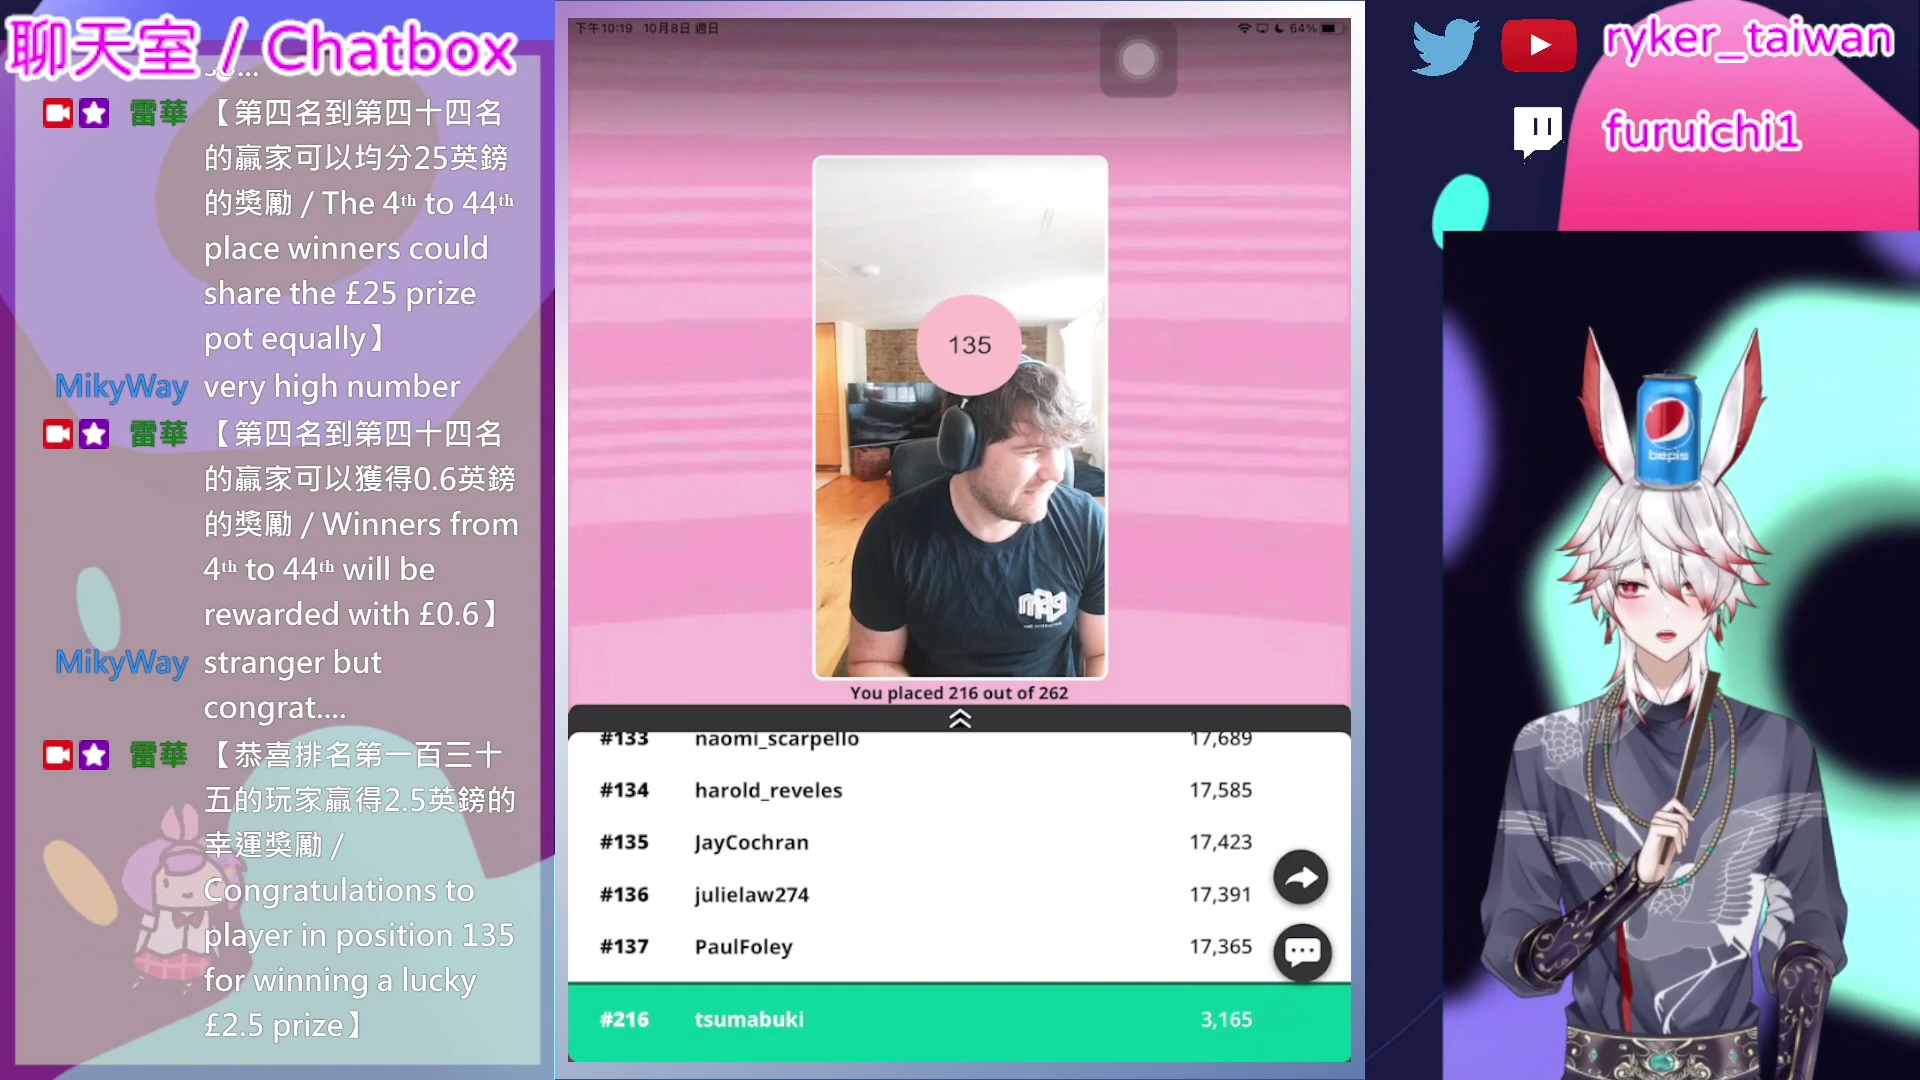 聊天室 / Chatbox
雷華 【第四名到第四十四名
的贏家可以均分25英鎊
的獎勵 / The 4th to 44th
place winners could
share the £25 prize
pot equally】
MikyWay very high number
雷華 【第四名到第四十四名
的贏家可以獲得0.6英鎊
的獎勵 / Winners from
4th to 44th will be
rewarded with £0.6】
MikyWay stranger but
congrat....
雷華 【恭喜排名第一百三十
五的玩家贏得2.5英鎊的
幸運獎勵 /
Congratulations to
player in position 135
for winning a lucky
£2.5 prize】
下午10:19 10月8日 週日
64%
135
You placed 216 out of 262
#133 naomi_scarpello 17,689
#134 harold_reveles 17,585
#135 JayCochran 17,423
#136 julielaw274 17,391
#137 PaulFoley 17,365
#216 tsumabuki 3,165
ryker_taiwan
furuichi1
bepis